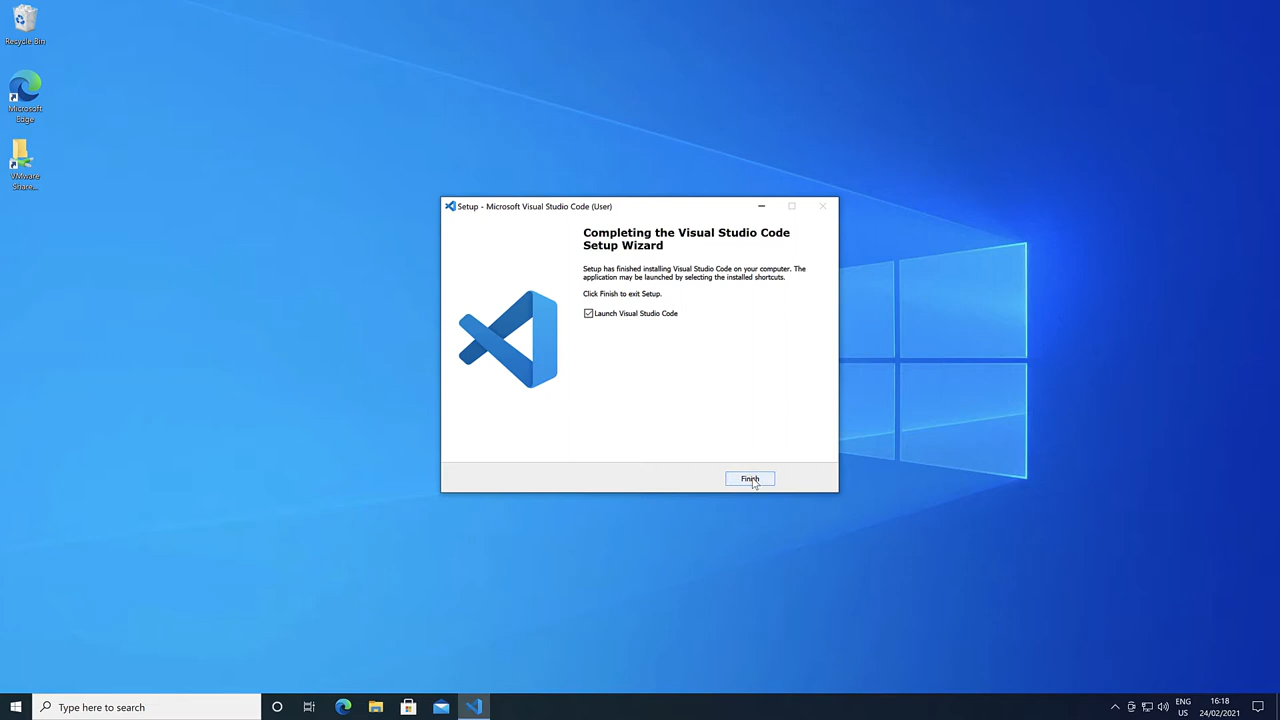 Recycle Bin
Microsoft
Edge
VMware
Share...
Setup - Microsoft Visual Studio Code (User)
Completing the Visual Studio Code
Setup Wizard
Setup has finished installing Visual Studio Code on your computer. The
application may be launched by selecting the installed shortcuts.
Click Finish to exit Setup.
Launch Visual Studio Code
Finish
Type here to search
ENG
US
16:18
24/02/2021